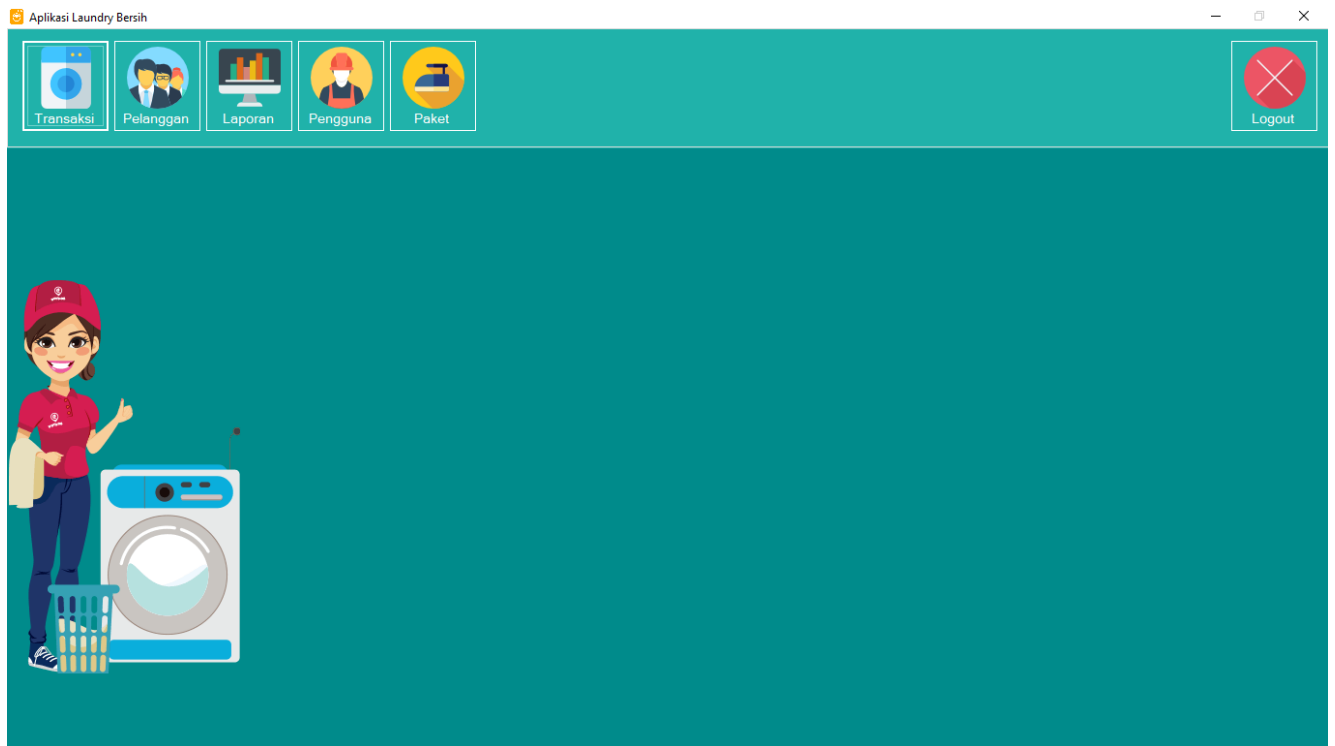 Aplikasi Laundry Bersih
Transaksi
Pelanggan
Laporan
Pengguna
Paket
Logout